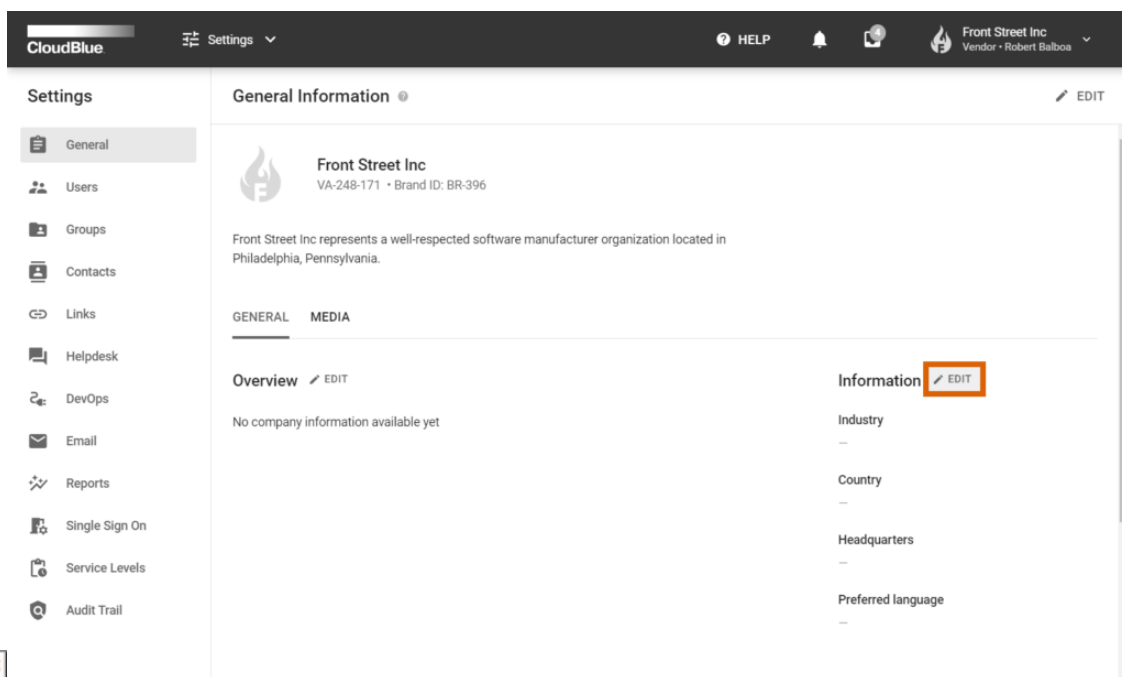 CloudBlue
Settings
HELP
4
Front Street Inc
Vendor • Robert Balboa
Settings
General
Users
Groups
Contacts
Links
Helpdesk
DevOps
Email
Reports
Single Sign On
Service Levels
Audit Trail
General Information
EDIT
F
Front Street Inc
VA-248-171 • Brand ID: BR-396
Front Street Inc represents a well-respected software manufacturer organization located in
Philadelphia, Pennsylvania.
GENERAL MEDIA
Overview EDIT
No company information available yet
Information EDIT
Industry
—
Country
—
Headquarters
—
Preferred language
—